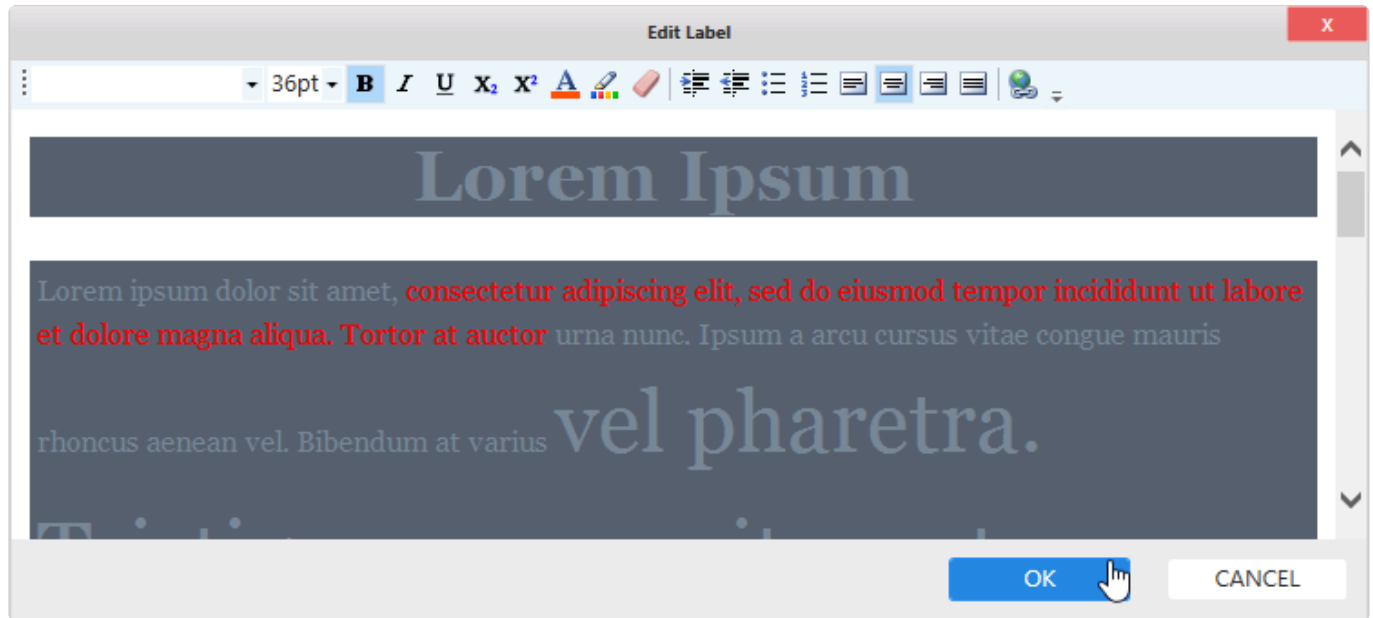 Edit Label
x
36pt B I U X₂ X² A
Lorem Ipsum
Lorem ipsum dolor sit amet, consectetur adipiscing elit, sed do eiusmod tempor incididunt ut labore
et dolore magna aliqua. Tortor at auctor urna nunc. Ipsum a arcu cursus vitae congue mauris
rhoncus aenean vel. Bibendum at varius vel pharetra.
OK CANCEL